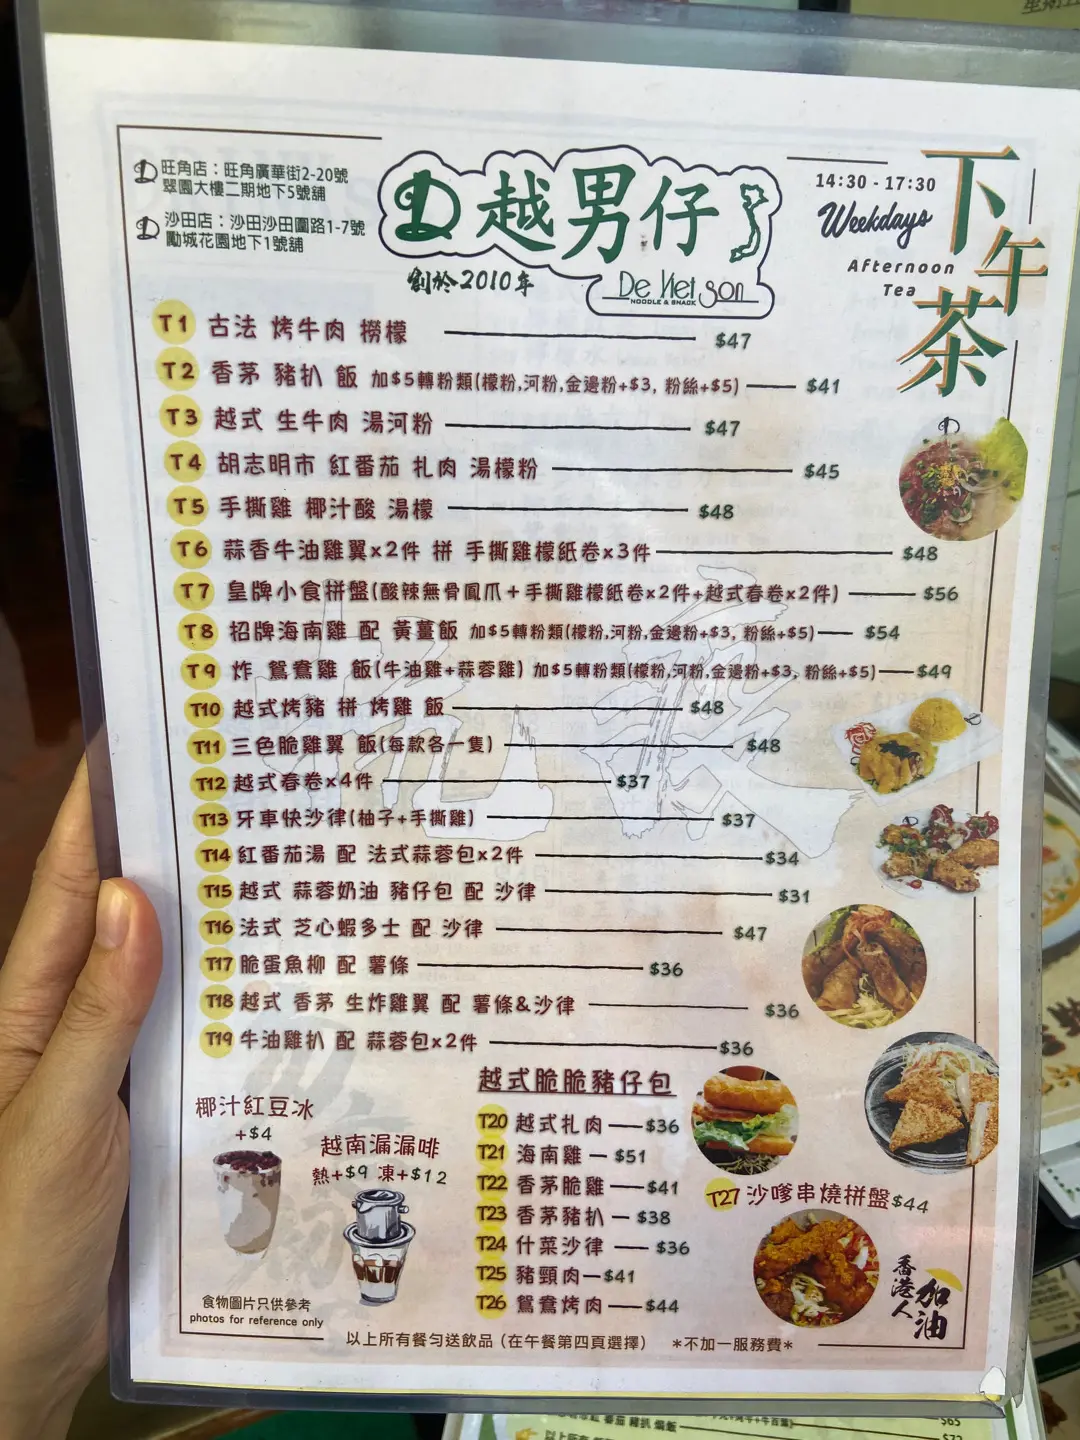 旺角店：旺角廣華街2-20號
翠園大樓二期地下5號舖
沙田店：沙田沙田圍路1-7號
勵城花園地下1號舖
越男仔
創於2010年
De Viet Son
NOODLE & SNACK
下午茶
14:30 - 17:30
Weekdays
Afternoon
Tea
T1 古法 烤牛肉 撈檬 $47
T2 香茅 豬扒 飯 加$5轉粉類(檬粉,河粉,金邊粉+$3, 粉絲+$5) $41
T3 越式 生牛肉 湯河粉 $47
T4 胡志明市 紅番茄 扎肉 湯檬粉 $45
T5 手撕雞 椰汁酸 湯檬 $48
T6 蒜香牛油雞翼x2件 拼 手撕雞檬紙卷x3件 $48
T7 皇牌小食拼盤(酸辣無骨鳳爪＋手撕雞檬紙卷x2件+越式春卷x2件) $56
T8 招牌海南雞 配 黃薑飯 加$5轉粉類(檬粉,河粉,金邊粉+$3, 粉絲+$5) $54
T9 炸 鴛鴦雞 飯(牛油雞+蒜蓉雞) 加$5轉粉類(檬粉,河粉,金邊粉+$3, 粉絲+$5) $49
T10 越式烤豬 拼 烤雞 飯 $48
T11 三色脆雞翼 飯(每款各一隻) $48
T12 越式春卷x4件 $37
T13 牙車快沙律(柚子+手撕雞) $37
T14 紅番茄湯 配 法式蒜蓉包x2件 $34
T15 越式 蒜蓉奶油 豬仔包 配 沙律 $31
T16 法式 芝心蝦多士 配 沙律 $47
T17 脆蛋魚柳 配 薯條 $36
T18 越式 香茅 生炸雞翼 配 薯條&沙律 $36
T19 牛油雞扒 配 蒜蓉包x2件 $36
椰汁紅豆冰
+$4
越南滴滴啡
熱+$9 凍+$12
越式脆脆豬仔包
T20 越式扎肉 $36
T21 海南雞 $51
T22 香茅脆雞 $41
T23 香茅豬扒 $38
T24 什菜沙律 $36
T25 豬頸肉 $41
T26 鴛鴦烤肉 $44
T27 沙嗲串燒拼盤 $44
香港人
加油
食物圖片只供參考
photos for reference only
以上所有餐勻送飲品 (在午餐第四頁選擇) *不加一服務費*
$65
以上所有